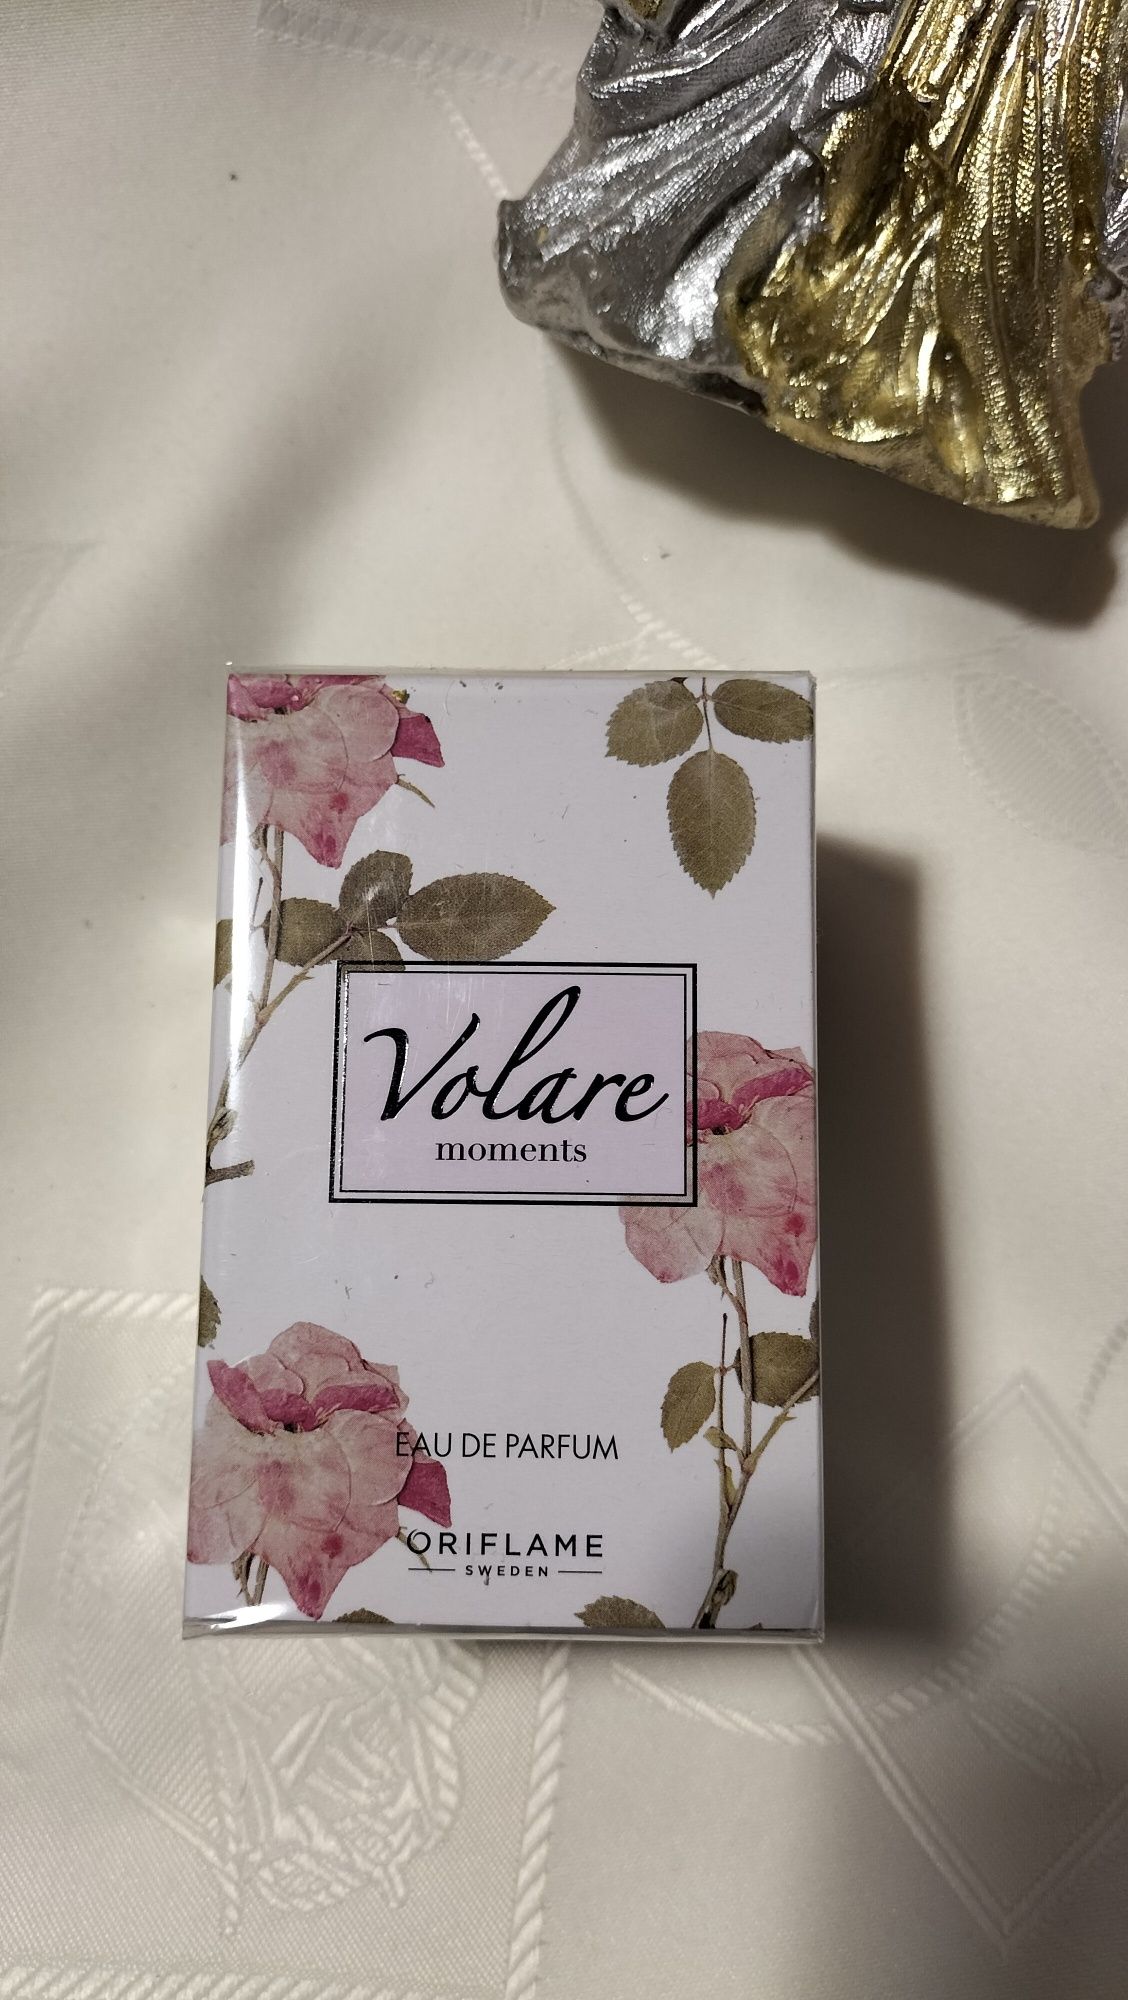 Volare
moments
EAU DE PARFUM
ORIFLAME
SWEDEN